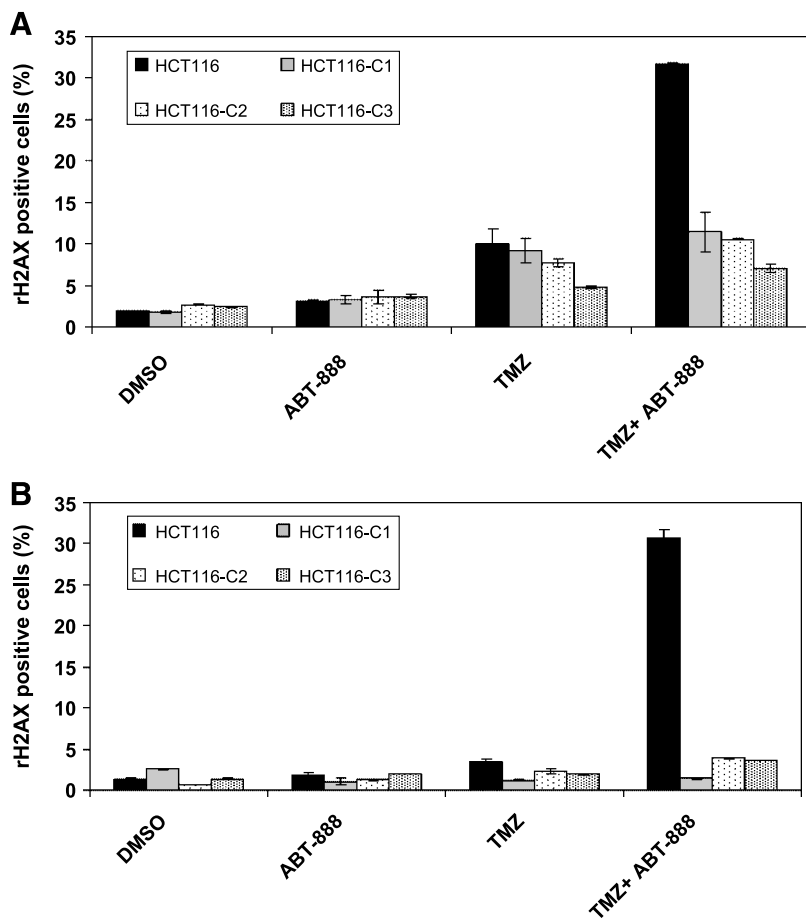 A
rH2AX positive cells (%)
35
30
25
20
15
10
5
0
HCT116
HCT116-C1
HCT116-C2
HCT116-C3
DMSO
ABT-888
TMZ
TMZ+ ABT-888
B
rH2AX positive cells (%)
35
30
25
20
15
10
5
0
HCT116
HCT116-C1
HCT116-C2
HCT116-C3
DMSO
ABT-888
TMZ
TMZ+ ABT-888